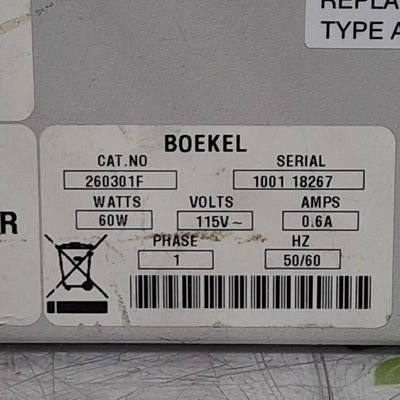 REPLA
TYPE A
BOEKEL
CAT.NO SERIAL
260301F 1001 18267
WATTS VOLTS AMPS
60W 115V~ 0.6A
PHASE HZ
1 50/60
R